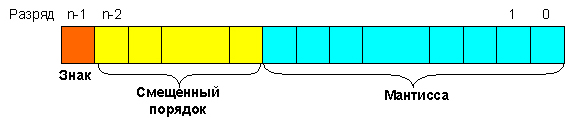 Разряд n-1 n-2 1 0
Знак
Смещенный
порядок
Мантисса